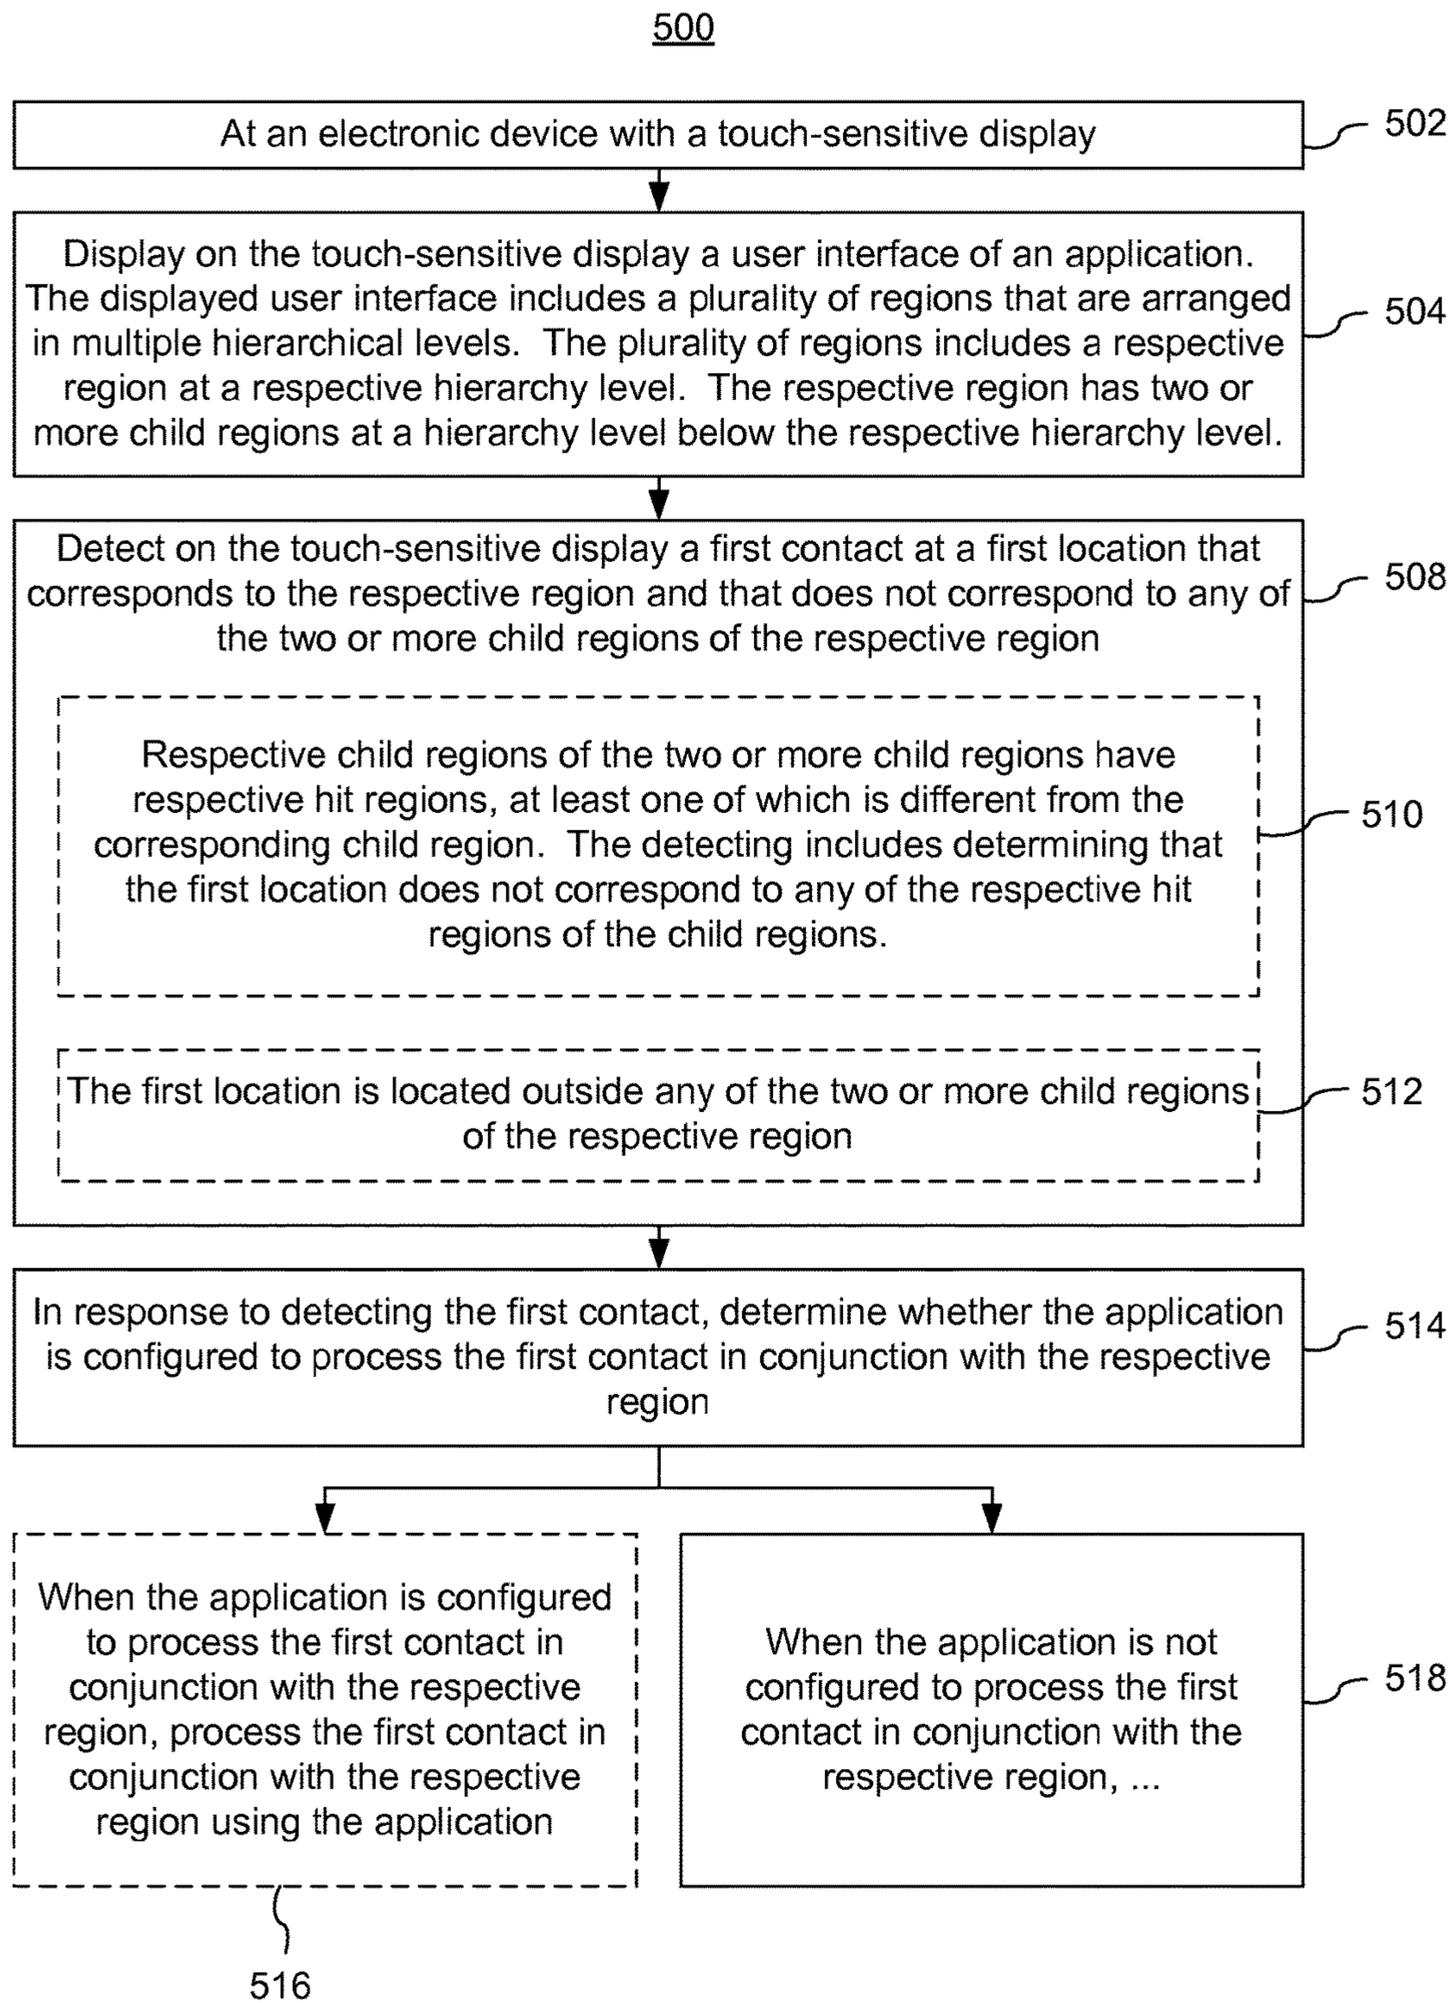 500
At an electronic device with a touch-sensitive display
502
Display on the touch-sensitive display a user interface of an application.
The displayed user interface includes a plurality of regions that are arranged
in multiple hierarchical levels.  The plurality of regions includes a respective
region at a respective hierarchy level.  The respective region has two or
more child regions at a hierarchy level below the respective hierarchy level.
504
Detect on the touch-sensitive display a first contact at a first location that
corresponds to the respective region and that does not correspond to any of
the two or more child regions of the respective region
508
Respective child regions of the two or more child regions have
respective hit regions, at least one of which is different from the
corresponding child region.  The detecting includes determining that
the first location does not correspond to any of the respective hit
regions of the child regions.
510
The first location is located outside any of the two or more child regions
of the respective region
512
In response to detecting the first contact, determine whether the application
is configured to process the first contact in conjunction with the respective
region
514
When the application is configured
to process the first contact in
conjunction with the respective
region, process the first contact in
conjunction with the respective
region using the application
516
When the application is not
configured to process the first
contact in conjunction with the
respective region, ...
518